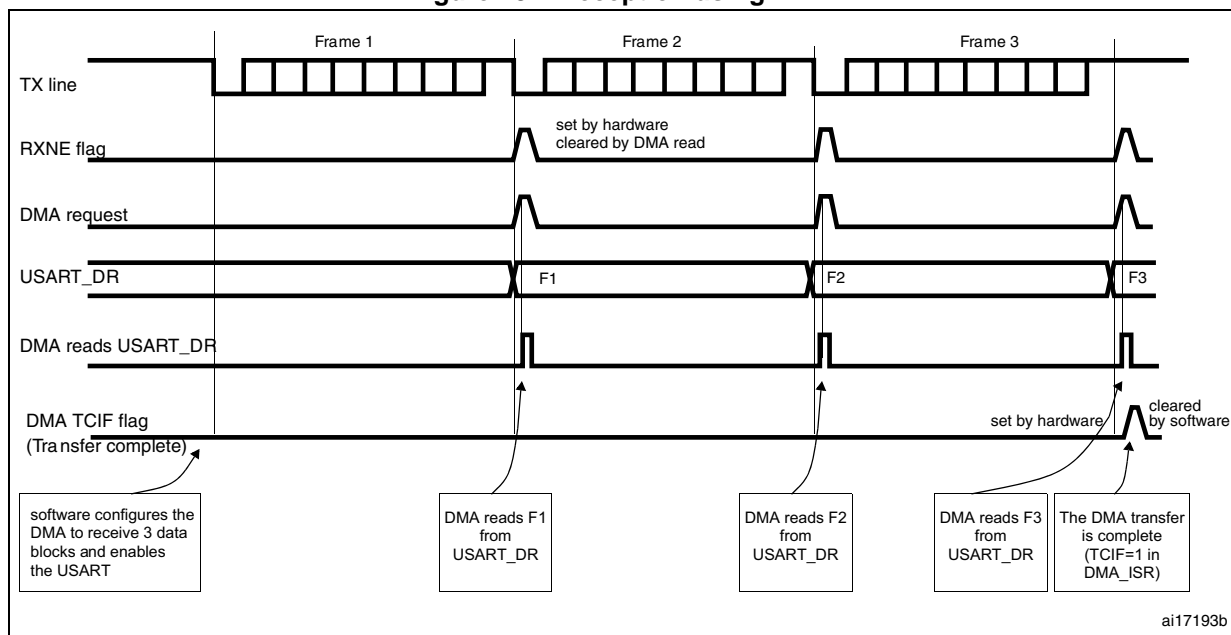 Frame 1 Frame 2 Frame 3
TX line
set by hardware
cleared by DMA read
RXNE flag
DMA request
USART_DR
F1 F2 F3
DMA reads USART_DR
DMA TCIF flag
(Transfer complete)
set by hardware
cleared
by software
software configures the
DMA to receive 3 data
blocks and enables
the USART
DMA reads F1
from
USART_DR
DMA reads F2
from
USART_DR
DMA reads F3
from
USART_DR
The DMA transfer
is complete
(TCIF=1 in
DMA_ISR)
ai17193b